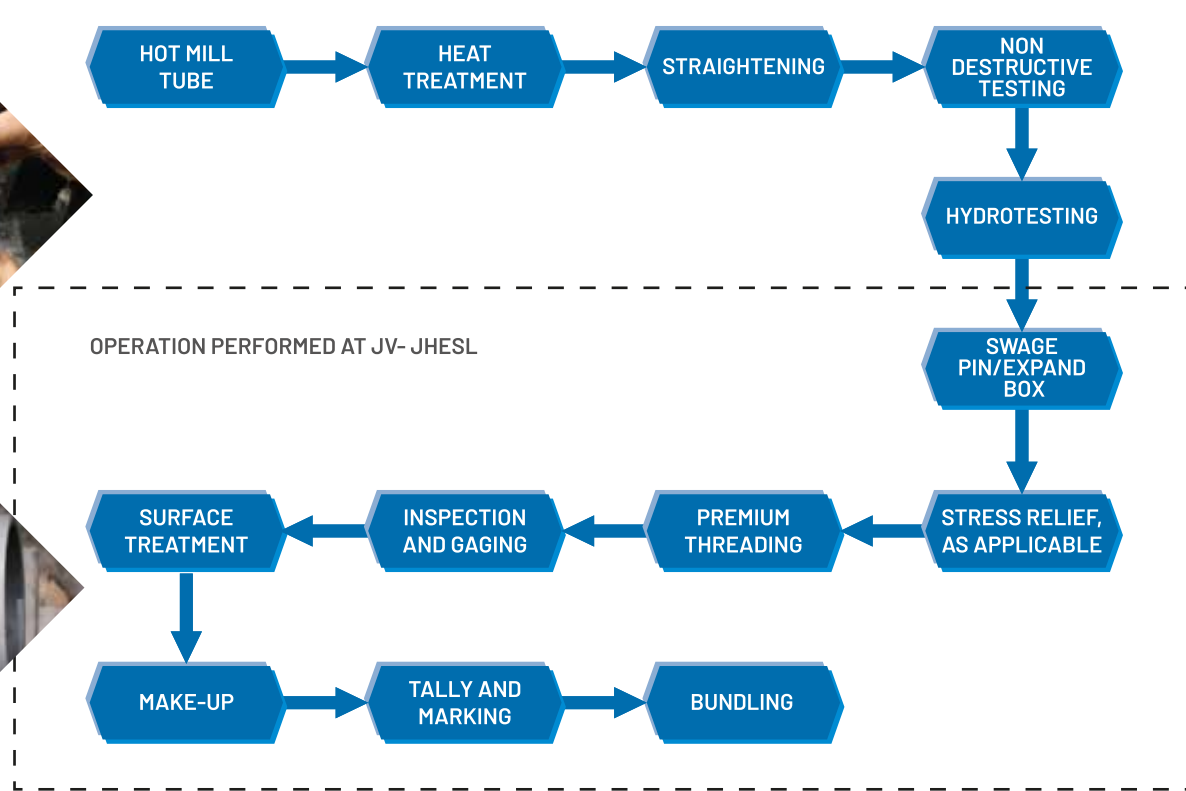 HOT MILL
TUBE
HEAT
TREATMENT
STRAIGHTENING
NON
DESTRUCTIVE
TESTING
HYDROTESTING
OPERATION PERFORMED AT JV- JHESL
SWAGE
PIN/EXPAND
BOX
STRESS RELIEF,
AS APPLICABLE
PREMIUM
THREADING
INSPECTION
AND GAGING
SURFACE
TREATMENT
MAKE-UP
TALLY AND
MARKING
BUNDLING